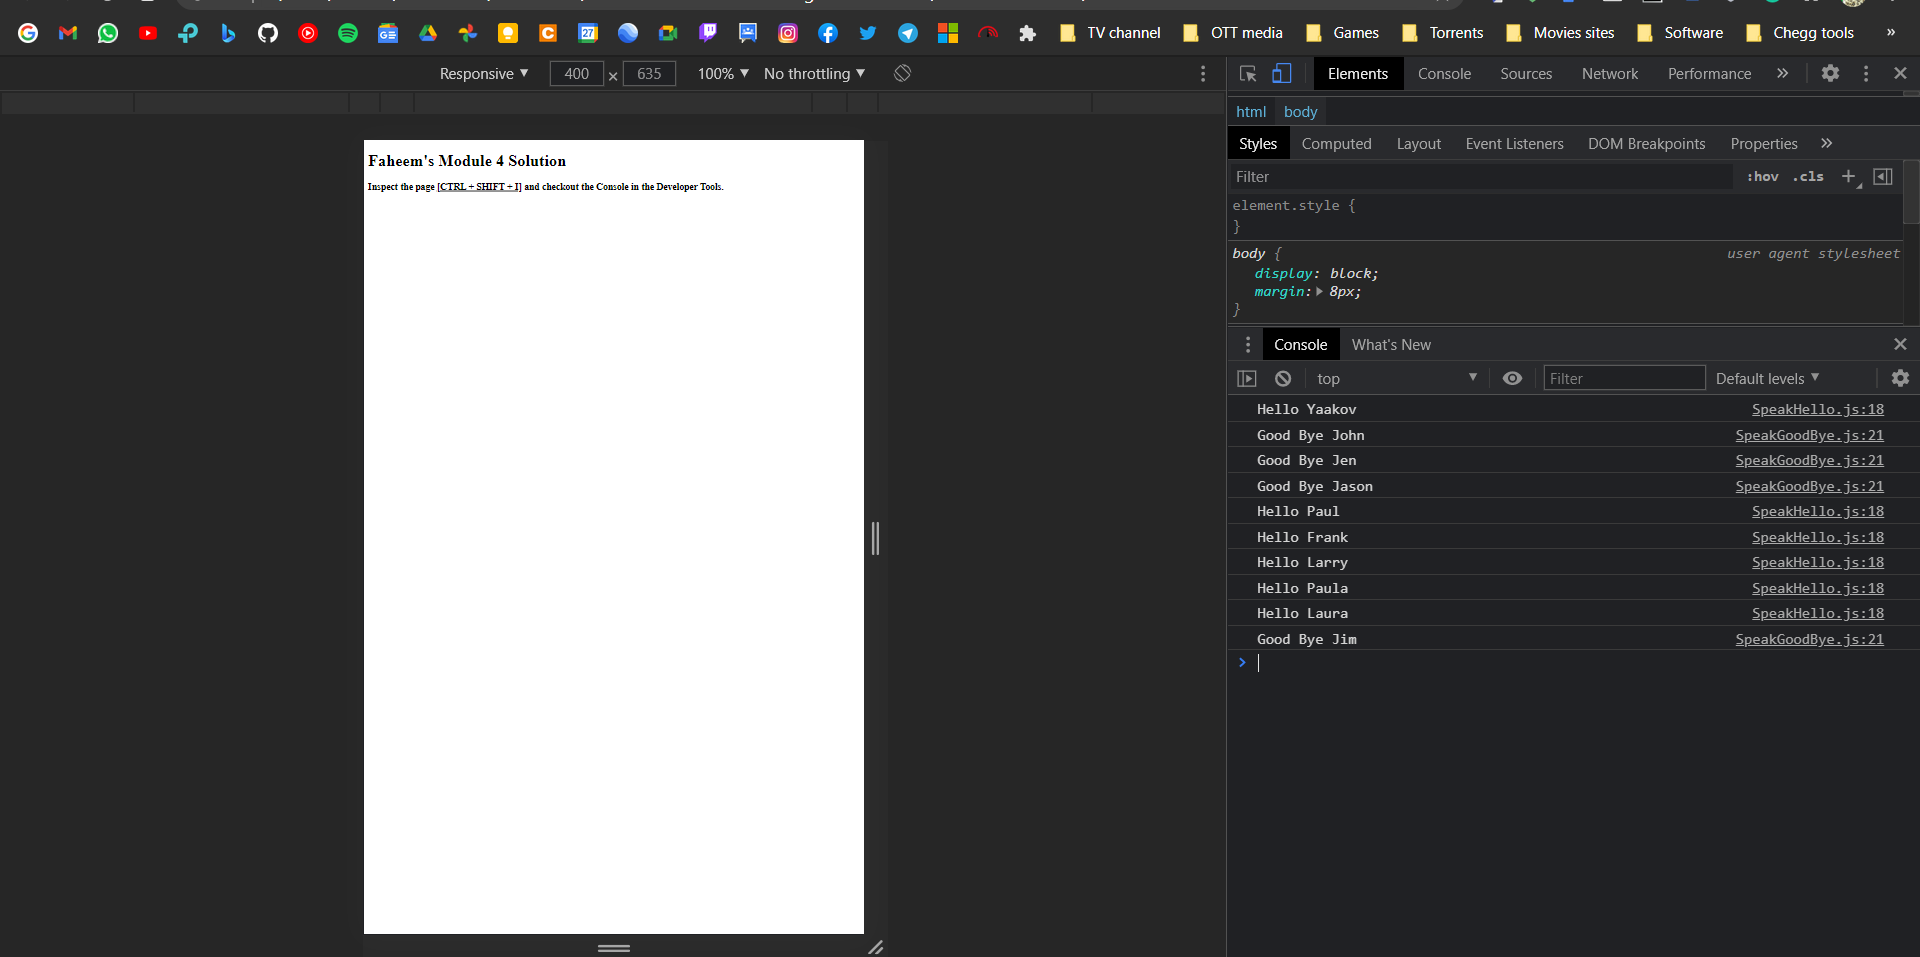 TV channel OTT media Games Torrents Movies sites Software Chegg tools »
Responsive ▼ 400 × 635 100% ▼ No throttling ▼
Elements Console Sources Network Performance »
html body
Styles Computed Layout Event Listeners DOM Breakpoints Properties »
Filter :hov .cls +
element.style {
}
body { user agent stylesheet
display: block;
margin: 8px;
}
Console What's New
top ▼ Filter Default levels ▼
Hello Yaakov SpeakHello.js:18
Good Bye John SpeakGoodBye.js:21
Good Bye Jen SpeakGoodBye.js:21
Good Bye Jason SpeakGoodBye.js:21
Hello Paul SpeakHello.js:18
Hello Frank SpeakHello.js:18
Hello Larry SpeakHello.js:18
Hello Paula SpeakHello.js:18
Hello Laura SpeakHello.js:18
Good Bye Jim SpeakGoodBye.js:21
>
Faheem's Module 4 Solution
Inspect the page [CTRL + SHIFT + I] and checkout the Console in the Developer Tools.